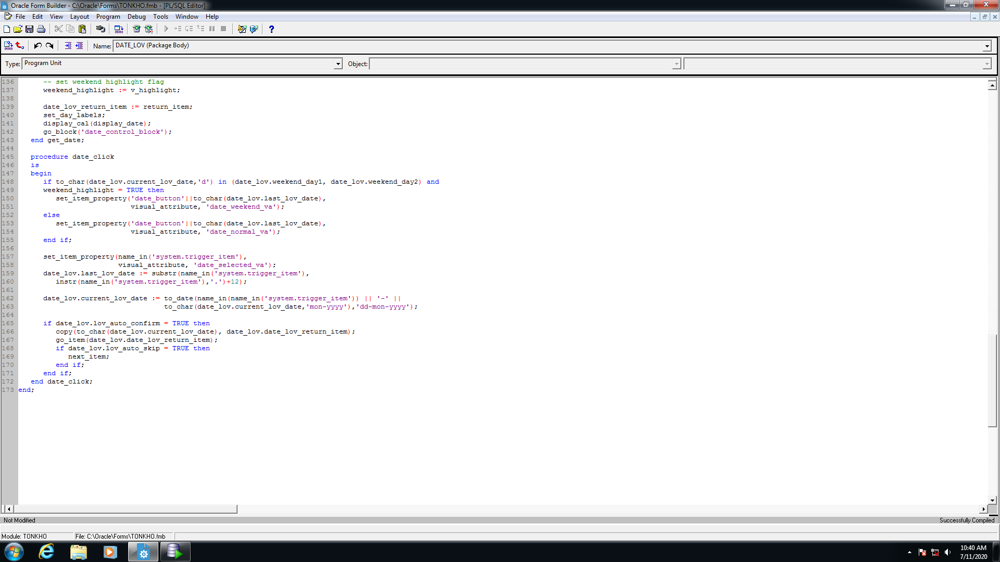 Oracle Form Builder - C:\Oracle\Forms\TONKHO.fmb - [PL/SQL Editor]
File Edit View Layout Program Debug Tools Window Help
Name: DATE_LOV (Package Body)
Type: Program Unit Object:
136 -- set weekend highlight flag
137 weekend_highlight := v_highlight;
138
139 date_lov_return_item := return_item;
140 set_day_labels;
141 display_cal(display_date);
142 go_block('date_control_block');
143 end get_date;
144
145 procedure date_click
146 is
147 begin
148 if to_char(date_lov.current_lov_date,'d') in (date_lov.weekend_day1, date_lov.weekend_day2) and
149 weekend_highlight = TRUE then
150 set_item_property('date_button'||to_char(date_lov.last_lov_date),
151 visual_attribute, 'date_weekend_va');
152 else
153 set_item_property('date_button'||to_char(date_lov.last_lov_date),
154 visual_attribute, 'date_normal_va');
155 end if;
156
157 set_item_property(name_in('system.trigger_item'),
158 visual_attribute, 'date_selected_va');
159 date_lov.last_lov_date := substr(name_in('system.trigger_item'),
160 instr(name_in('system.trigger_item'),'.')+12);
161
162 date_lov.current_lov_date := to_date(name_in(name_in('system.trigger_item')) || '-' ||
163 to_char(date_lov.current_lov_date,'mon-yyyy'),'dd-mon-yyyy');
164
165 if date_lov.lov_auto_confirm = TRUE then
166 copy(to_char(date_lov.current_lov_date), date_lov.date_lov_return_item);
167 go_item(date_lov.date_lov_return_item);
168 if date_lov.lov_auto_skip = TRUE then
169 next_item;
170 end if;
171 end if;
172 end date_click;
173 end;
Not Modified Successfully Compiled
Module: TONKHO File: C:\Oracle\Forms\TONKHO.fmb
10:40 AM
7/11/2020